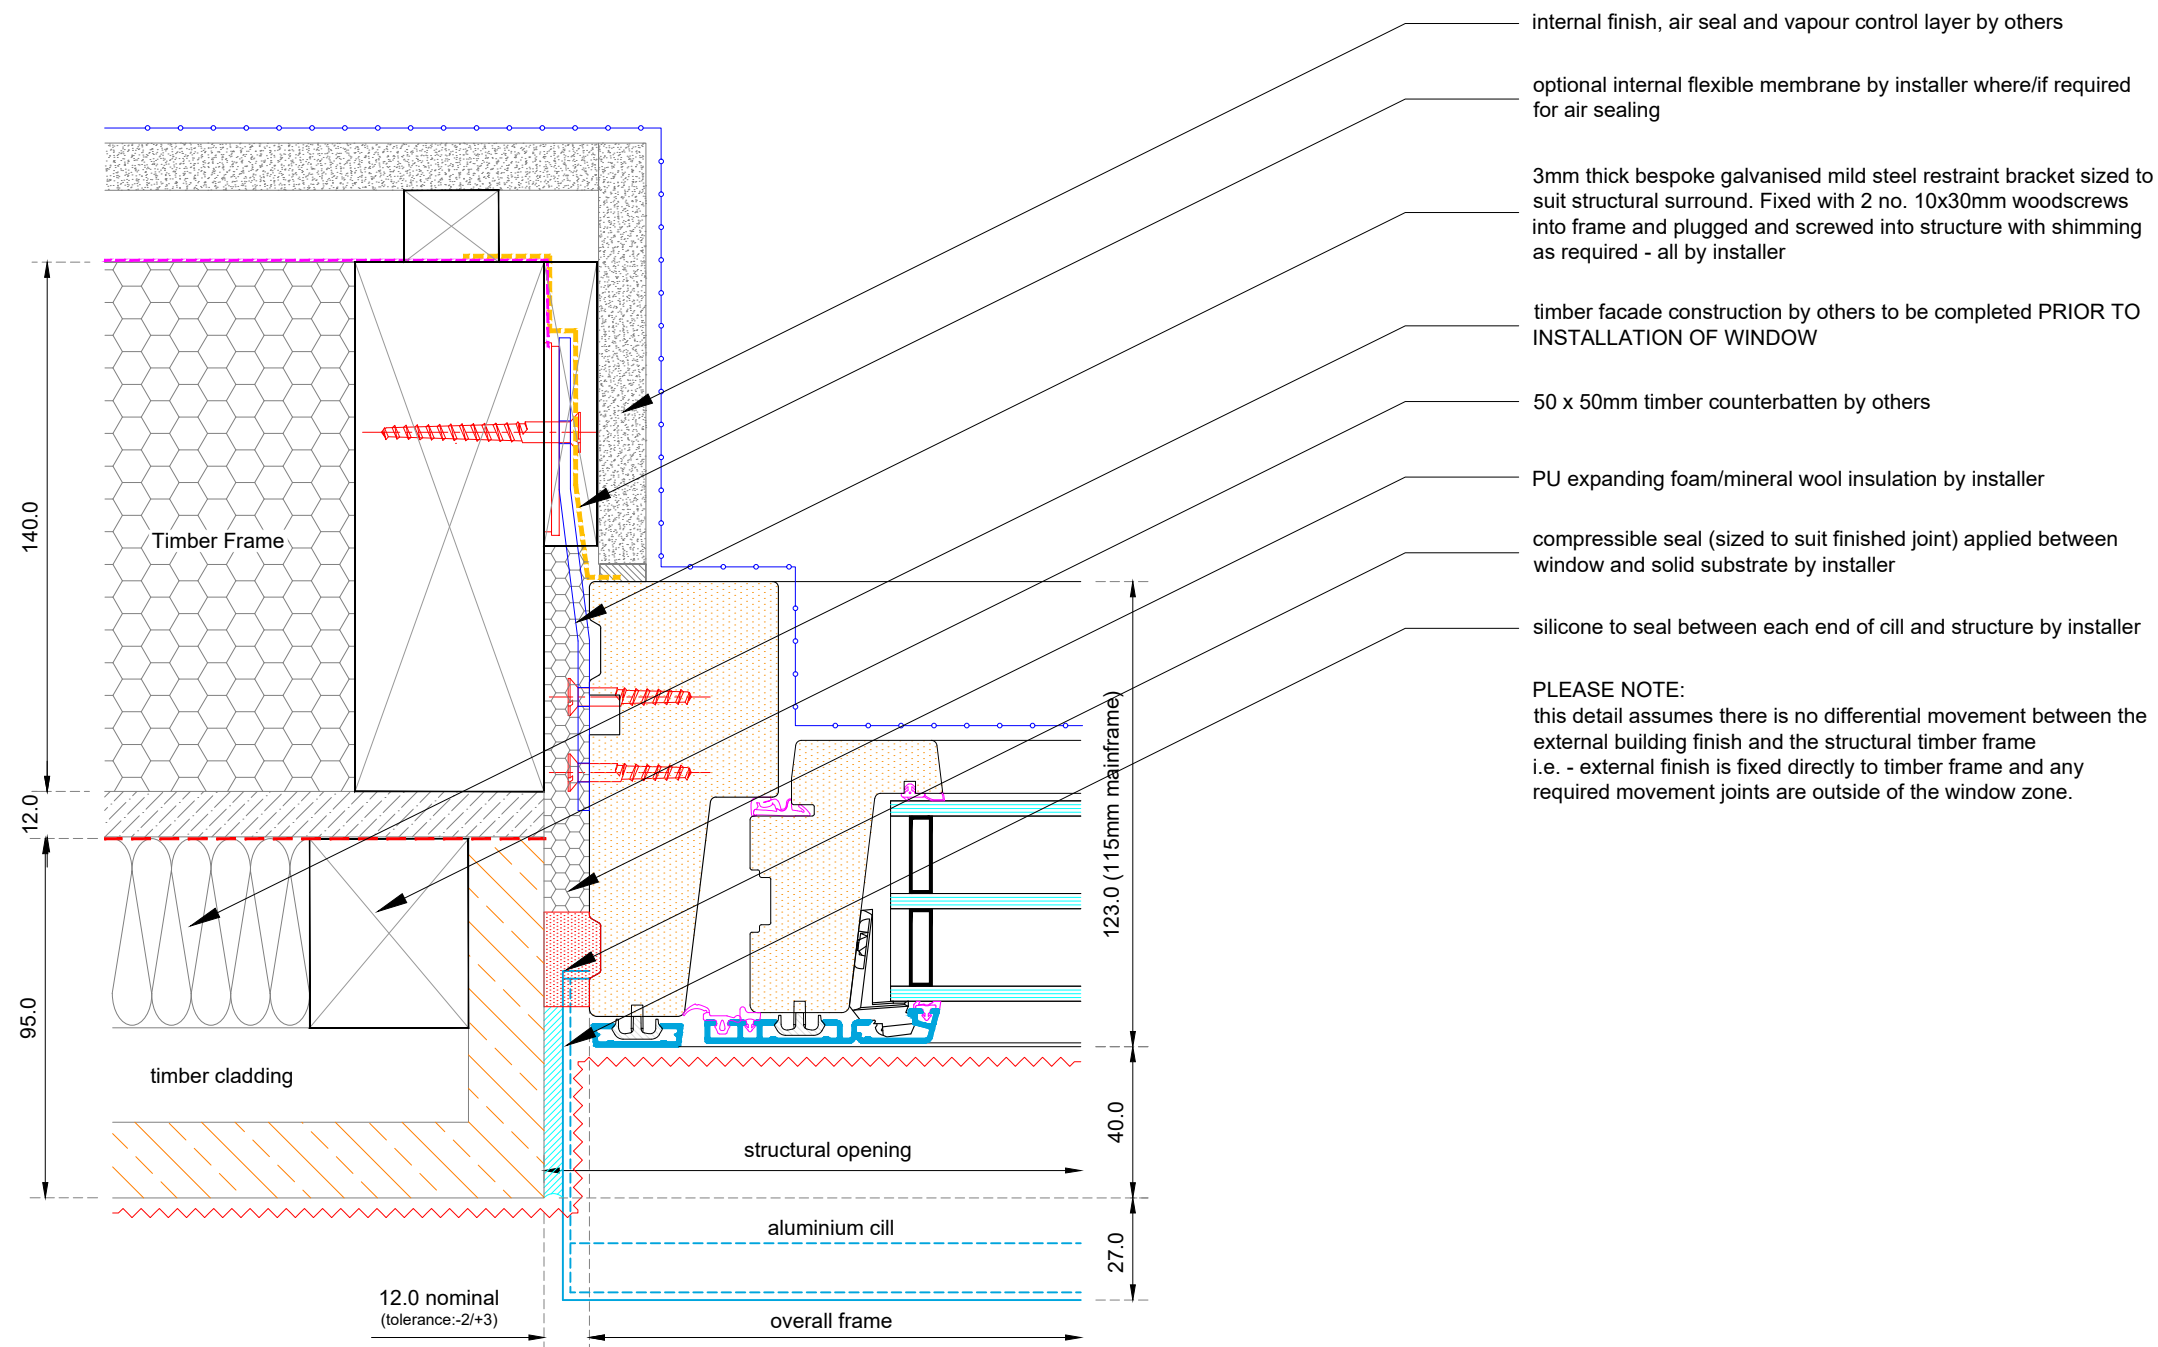 internal finish, air seal and vapour control layer by others
optional internal flexible membrane by installer where/if required
for air sealing
3mm thick bespoke galvanised mild steel restraint bracket sized to
suit structural surround. Fixed with 2 no. 10x30mm woodscrews
into frame and plugged and screwed into structure with shimming
as required - all by installer
timber facade construction by others to be completed PRIOR TO
INSTALLATION OF WINDOW
50 x 50mm timber counterbatten by others
PU expanding foam/mineral wool insulation by installer
compressible seal (sized to suit finished joint) applied between
window and solid substrate by installer
silicone to seal between each end of cill and structure by installer
PLEASE NOTE:
this detail assumes there is no differential movement between the
external building finish and the structural timber frame
i.e. - external finish is fixed directly to timber frame and any
required movement joints are outside of the window zone.
140.0
Timber Frame
12.0
95.0
timber cladding
123.0 (115mm mainframe)
40.0
27.0
structural opening
aluminium cill
12.0 nominal
(tolerance:-2/+3)
overall frame